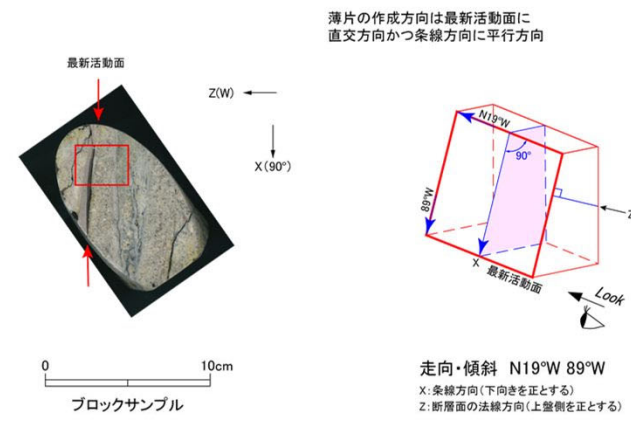 薄片の作成方向は最新活動面に
直交方向かつ条線方向に平行方向
最新活動面
Z(W)
X(90°)
N19°W
90°
89°W
Z
X 最新活動面
Look
0 10cm
ブロックサンプル
走向・傾斜 N19°W 89°W
X:条線方向(下向きを正とする)
Z:断層面の法線方向(上盤側を正とする)